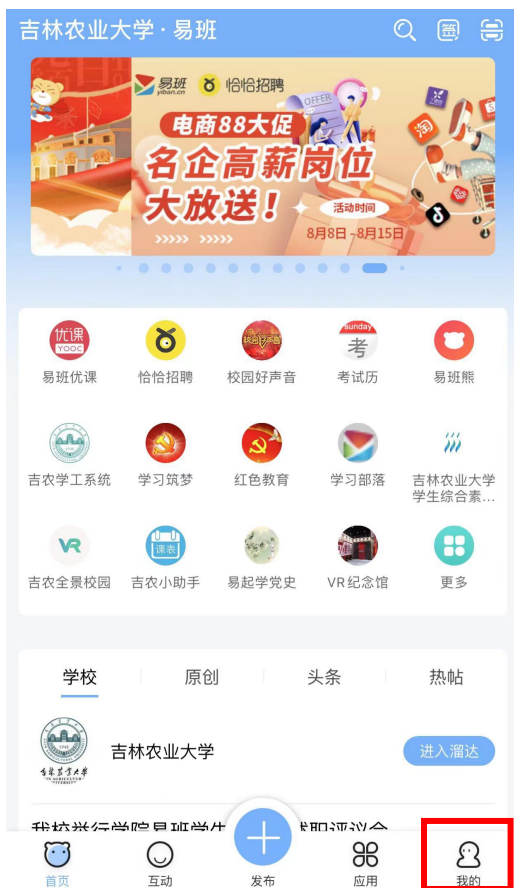 吉林农业大学 · 易班
易班
yiban.cn
恰恰招聘
OFFER
电商88大促
名企高薪岗位
大放送！
活动时间
8月8日-8月15日
优课
YOOC
sunday
考
易班优课
恰恰招聘
校园好声音
考试历
易班熊
吉农学工系统
学习筑梦
红色教育
学习部落
吉林农业大学
学生综合素...
VR
课表
吉农全景校园
吉农小助手
易起学党史
VR纪念馆
更多
学校
原创
头条
热帖
1948
吉林农业大学
进入溜达
首页
互动
发布
应用
我的